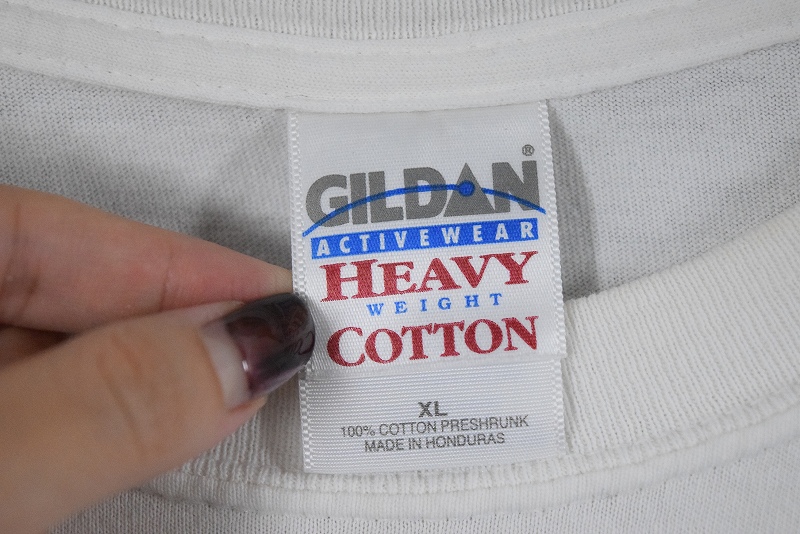 GILDAN®
ACTIVEWEAR
HEAVY
WEIGHT
COTTON
XL
100% COTTON PRESHRUNK
MADE IN HONDURAS